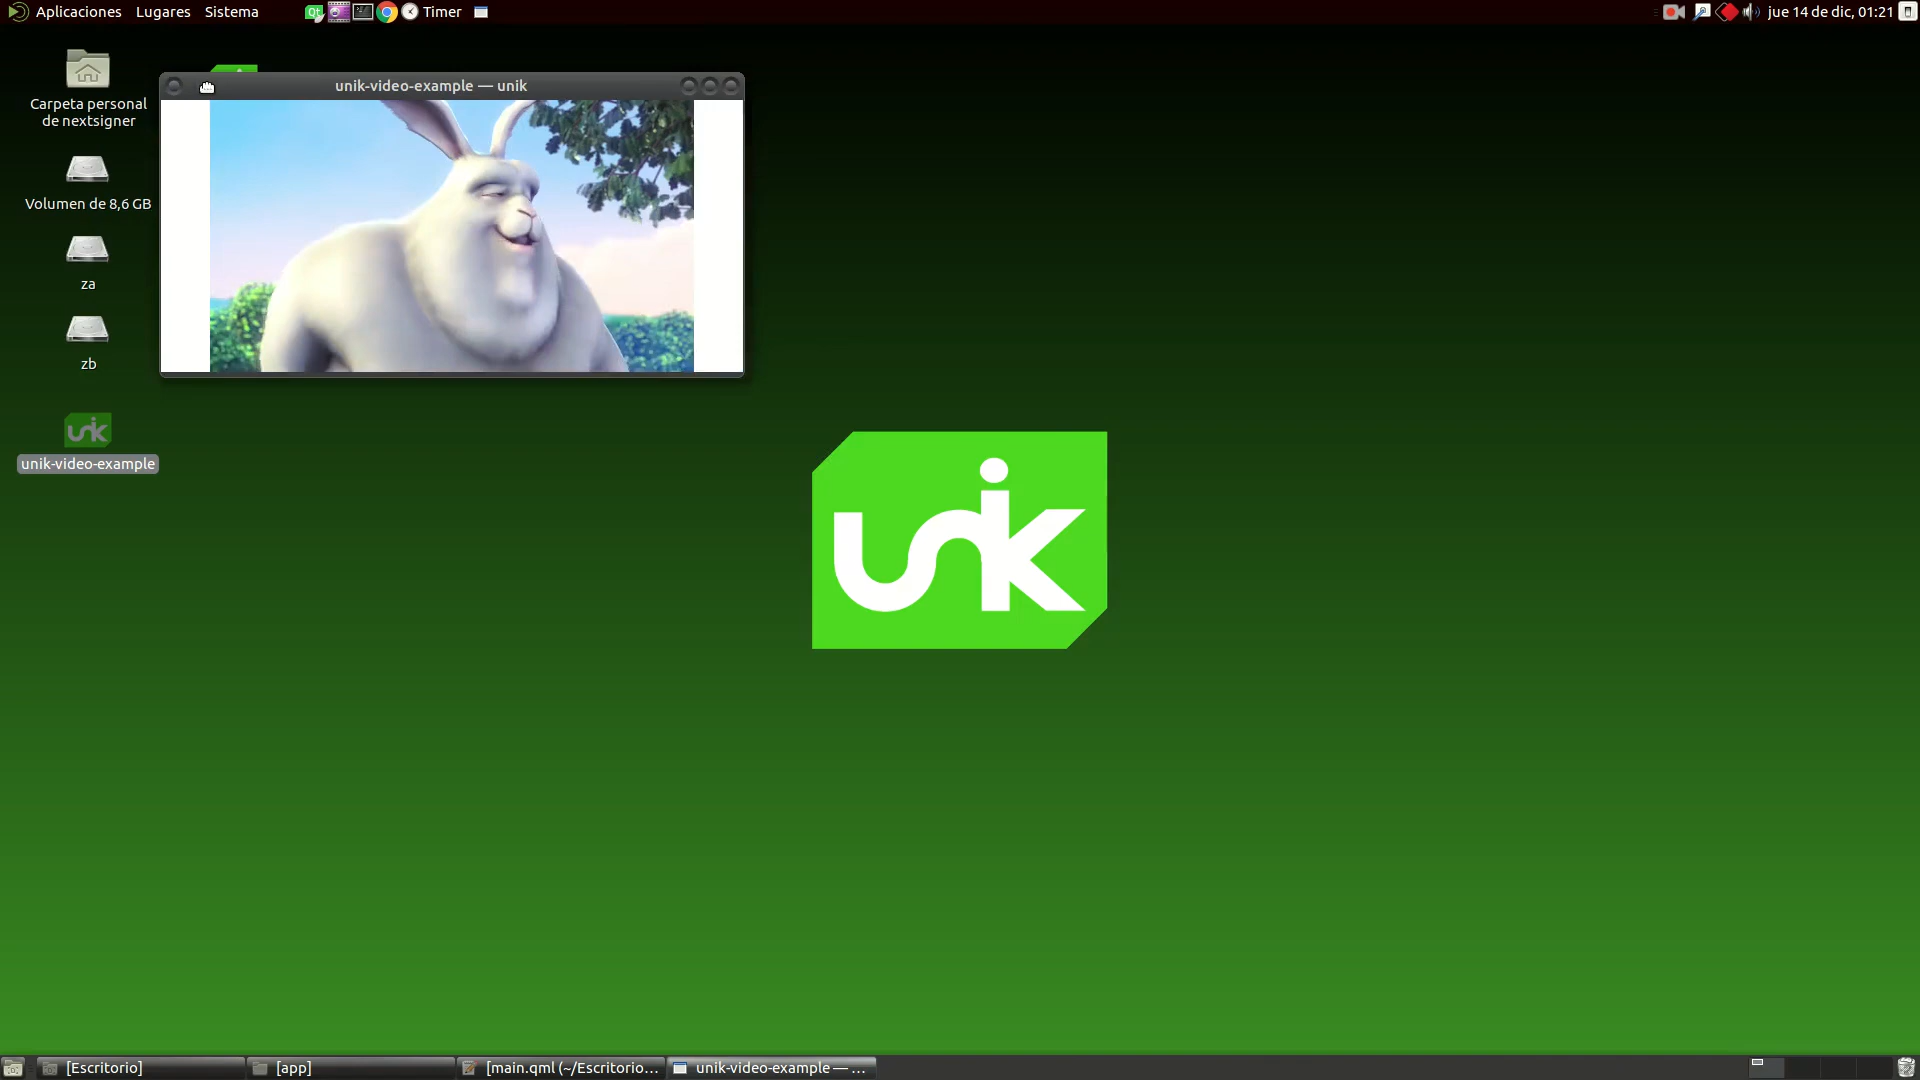 Aplicaciones Lugares Sistema Timer jue 14 de dic, 01:21
Carpeta personal
de nextsigner
Volumen de 8,6 GB
za
zb
unik-video-example
unik-video-example — unik
unik
unik
[Escritorio] [app] [main.qml (~/Escritorio... unik-video-example — ...